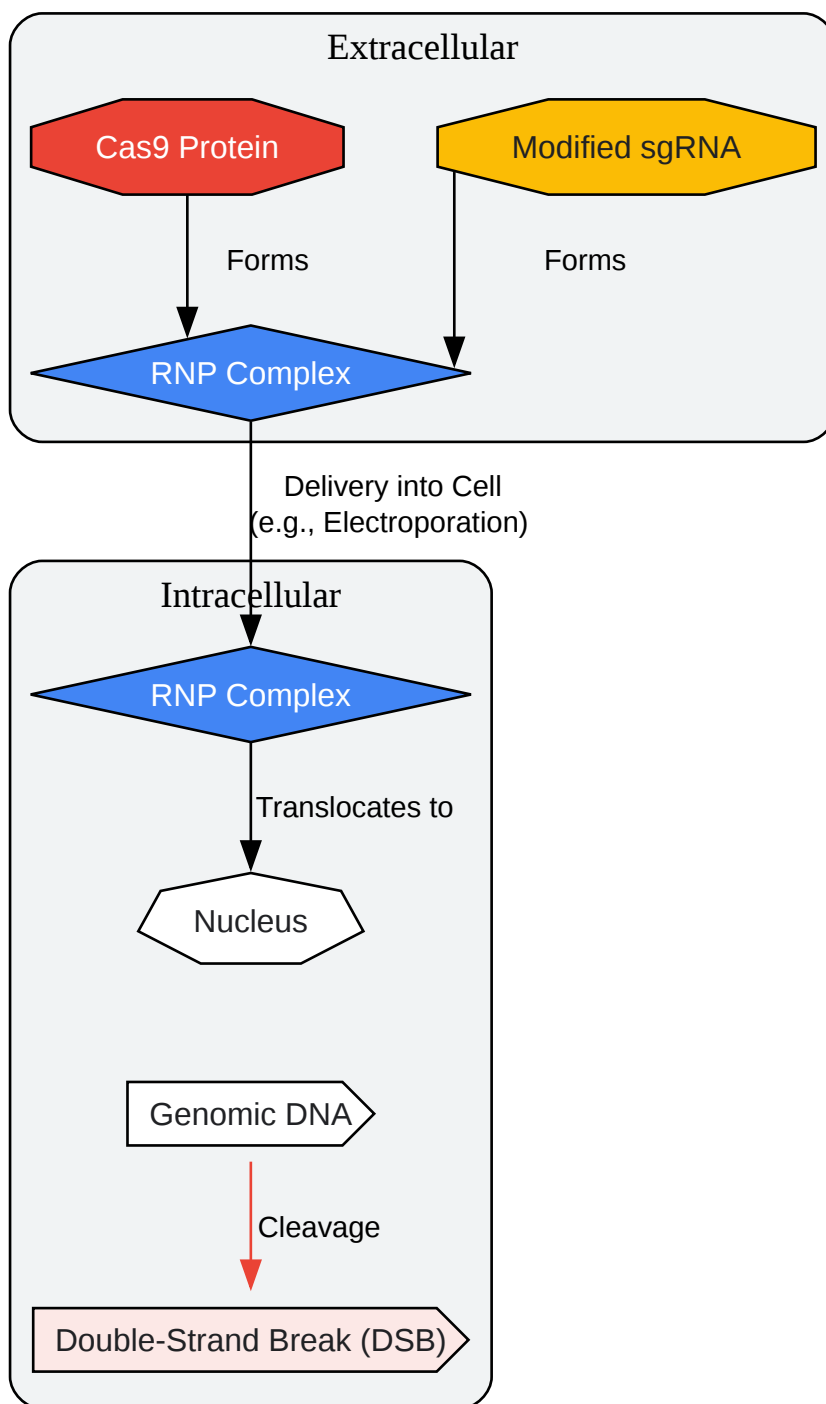 Extracellular
Cas9 Protein
Modified sgRNA
Forms
Forms
RNP Complex
Delivery into Cell
(e.g., Electroporation)
Intracellular
RNP Complex
Translocates to
Nucleus
Genomic DNA
Cleavage
Double-Strand Break (DSB)